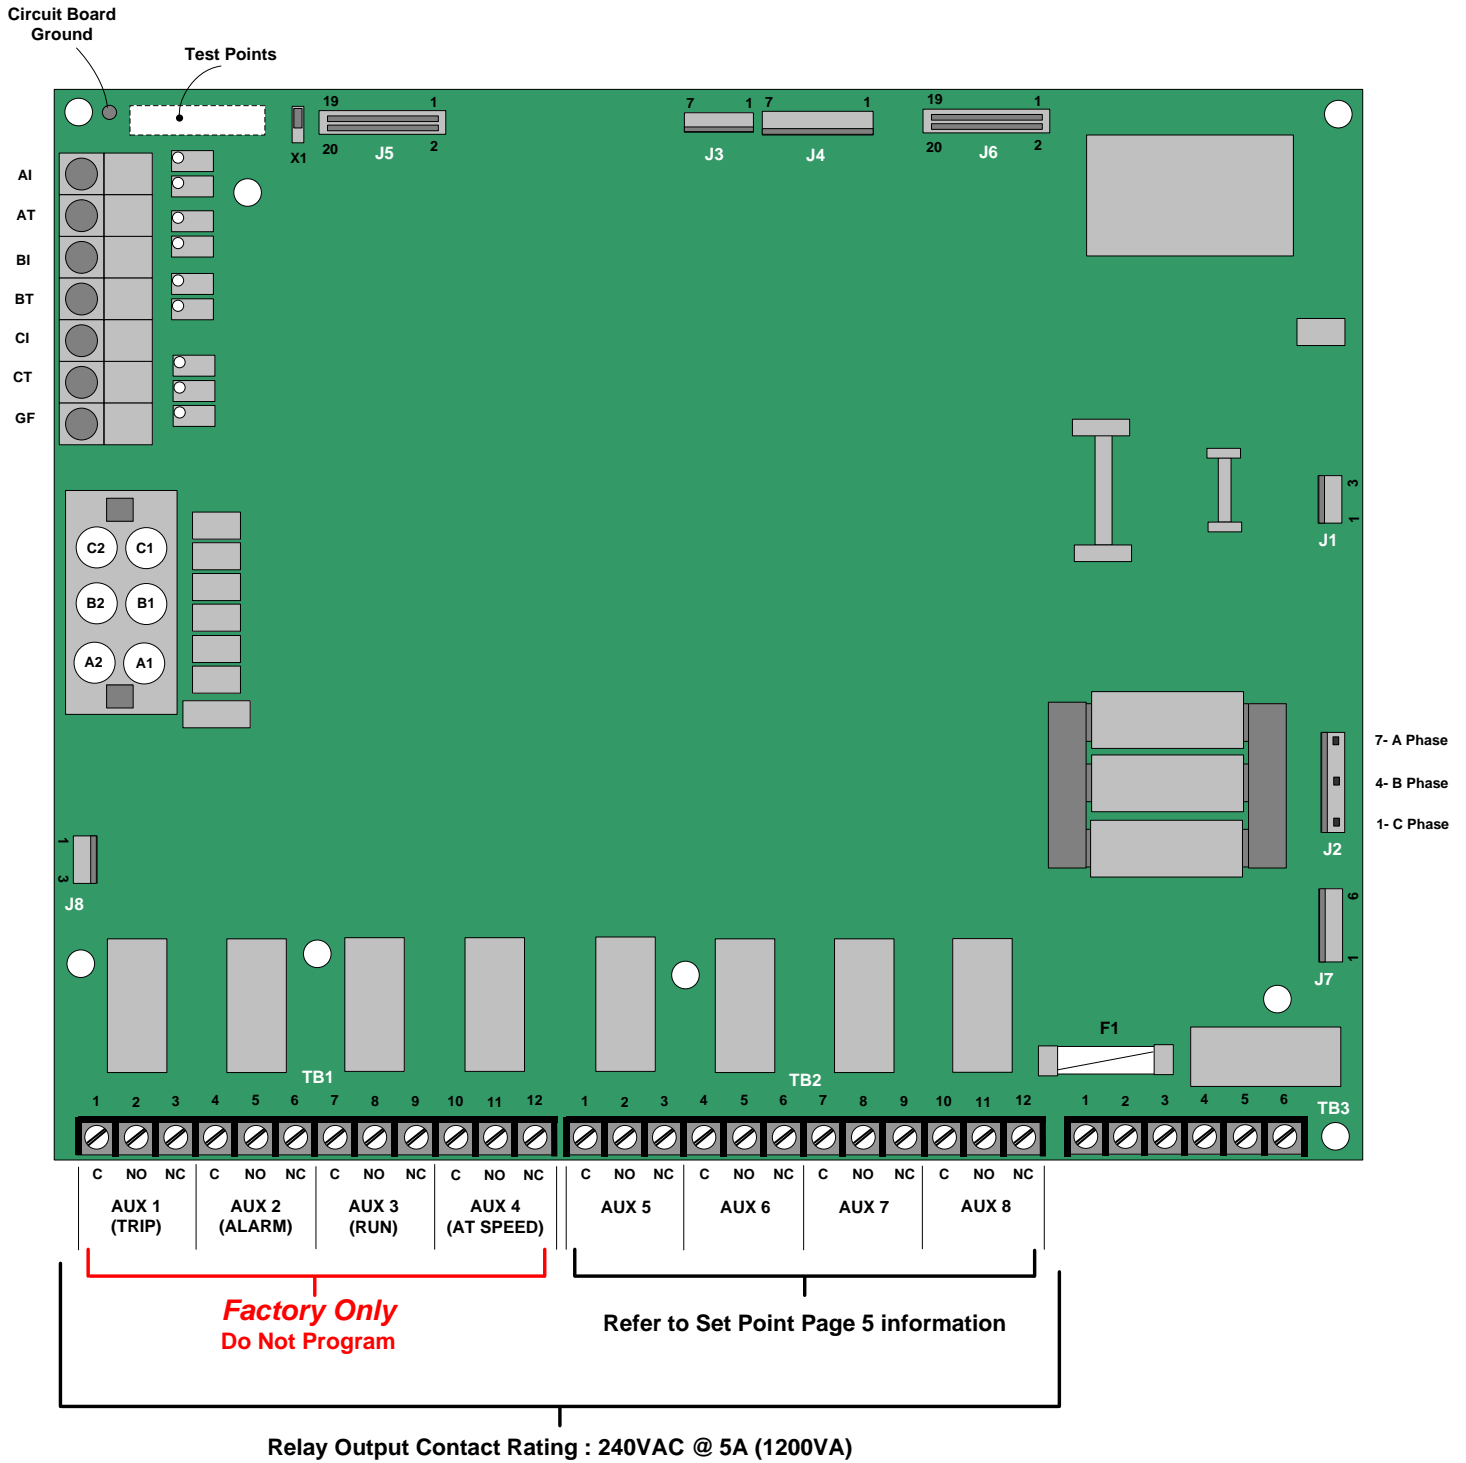 Circuit Board
Ground
Test Points
19 1
20 2
J5
X1
7 1
J3
7 1
J4
19 1
20 2
J6
AI
AT
BI
BT
CI
CT
GF
C2 C1
B2 B1
A2 A1
3
1
J1
7- A Phase
4- B Phase
1- C Phase
J2
1
3
J8
6
1
J7
F1
TB1
TB2
TB3
1 2 3 4 5 6 7 8 9 10 11 12
1 2 3 4 5 6 7 8 9 10 11 12
1 2 3 4 5 6
C NO NC C NO NC C NO NC C NO NC
C NO NC C NO NC C NO NC C NO NC
AUX 1
(TRIP)
AUX 2
(ALARM)
AUX 3
(RUN)
AUX 4
(AT SPEED)
AUX 5
AUX 6
AUX 7
AUX 8
Factory Only
Do Not Program
Refer to Set Point Page 5 information
Relay Output Contact Rating : 240VAC @ 5A (1200VA)